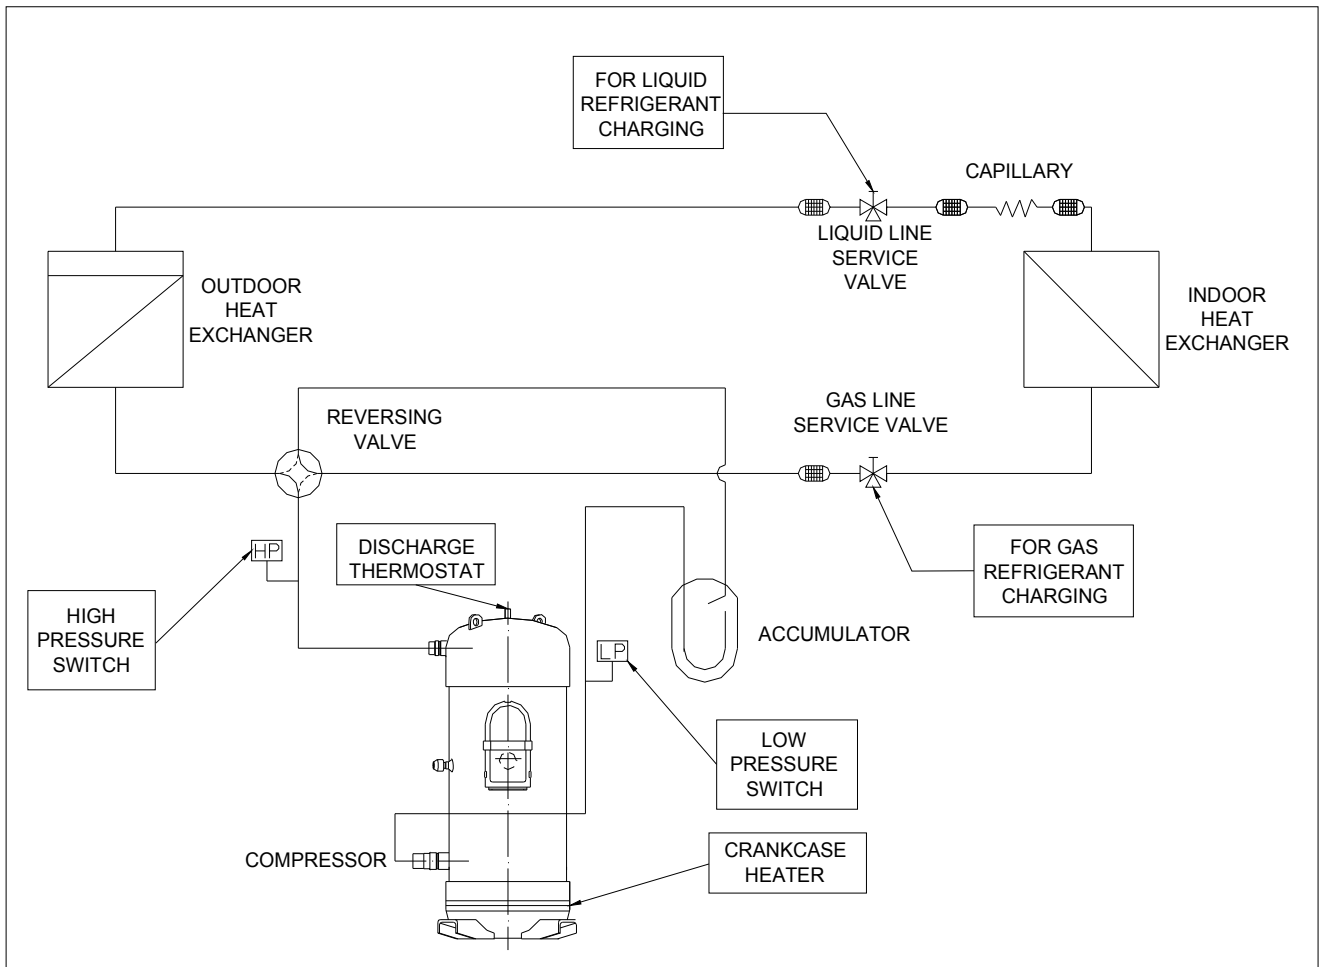 FOR LIQUID
REFRIGERANT
CHARGING
CAPILLARY
LIQUID LINE
SERVICE
VALVE
OUTDOOR
HEAT
EXCHANGER
INDOOR
HEAT
EXCHANGER
REVERSING
VALVE
GAS LINE
SERVICE VALVE
HP
DISCHARGE
THERMOSTAT
FOR GAS
REFRIGERANT
CHARGING
HIGH
PRESSURE
SWITCH
LP
ACCUMULATOR
LOW
PRESSURE
SWITCH
COMPRESSOR
CRANKCASE
HEATER